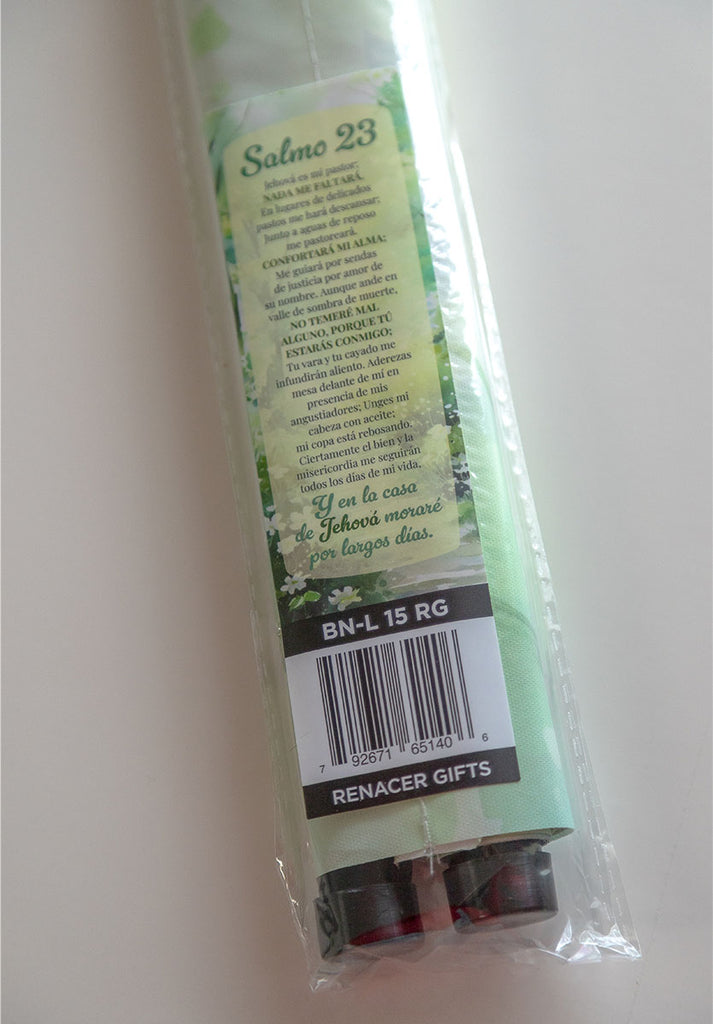 Salmo 23
Jehová es mi pastor;
NADA ME FALTARÁ.
En lugares de delicados
pastos me hará descansar;
Junto a aguas de reposo
me pastoreará.
CONFORTARÁ MI ALMA;
Me guiará por sendas
de justicia por amor de
su nombre. Aunque ande en
valle de sombra de muerte,
NO TEMERÉ MAL
ALGUNO, PORQUE TÚ
ESTARÁS CONMIGO;
Tu vara y tu cayado me
infundirán aliento. Aderezas
mesa delante de mí en
presencia de mis
angustiadores; Unges mi
cabeza con aceite;
mi copa está rebosando.
Ciertamente el bien y la
misericordia me seguirán
todos los días de mi vida,
Y en la casa
de Jehová moraré
por largos días.
BN-L 15 RG
7 92671 65140 6
RENACER GIFTS